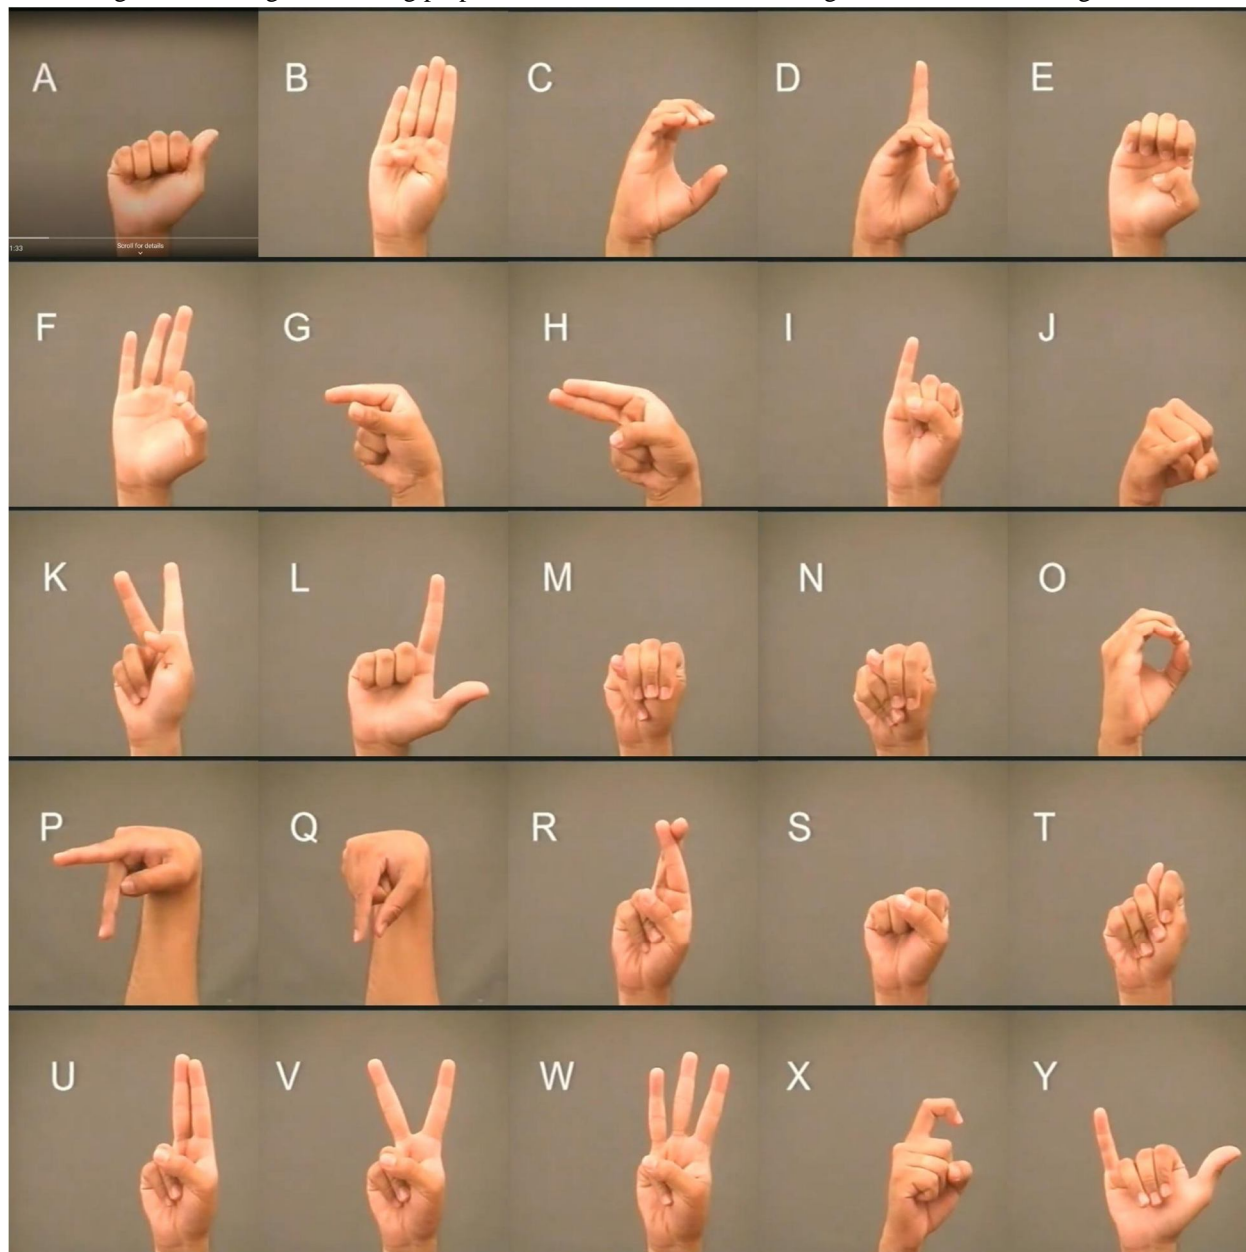 A B C D E
1:33 Scroll for details
F G H I J
K L M N O
P Q R S T
U V W X Y